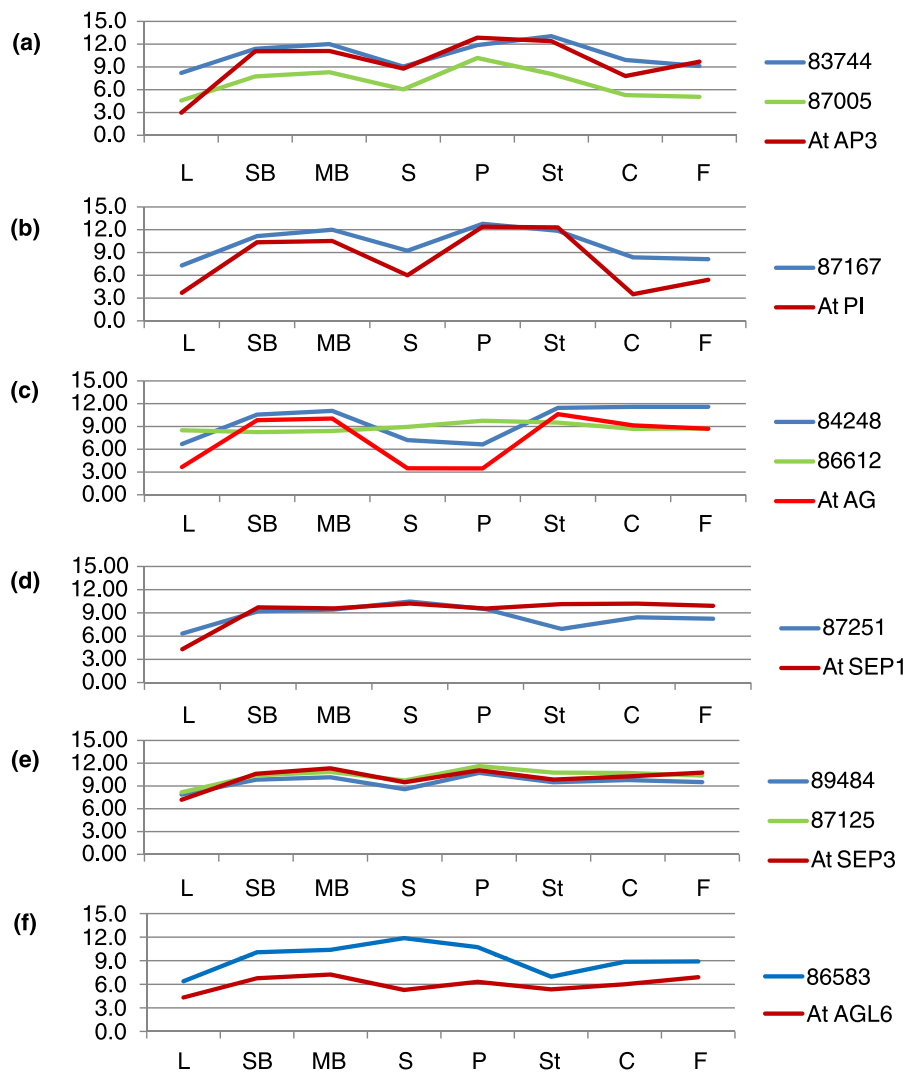 (a)
15.0
12.0
9.0
6.0
3.0
0.0
L SB MB S P St C F
83744
87005
At AP3
(b)
15.0
12.0
9.0
6.0
3.0
0.0
L SB MB S P St C F
87167
At PI
(c)
15.00
12.00
9.00
6.00
3.00
0.00
L SB MB S P St C F
84248
86612
At AG
(d)
15.00
12.00
9.00
6.00
3.00
0.00
L SB MB S P St C F
87251
At SEP1
(e)
15.00
12.00
9.00
6.00
3.00
0.00
L SB MB S P St C F
89484
87125
At SEP3
(f)
15.0
12.0
9.0
6.0
3.0
0.0
L SB MB S P St C F
86583
At AGL6